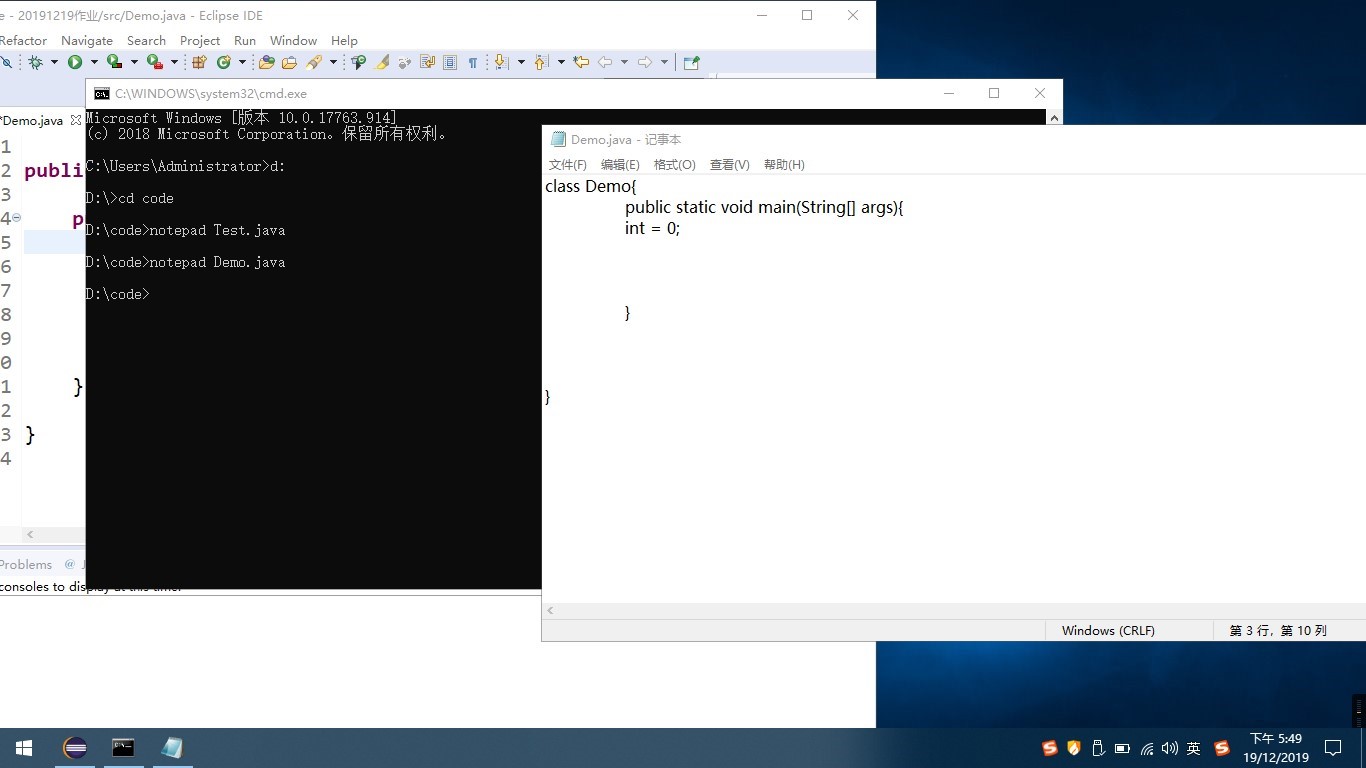 e - 20191219作业/src/Demo.java - Eclipse IDE
Refactor Navigate Search Project Run Window Help
*Demo.java
1
2 publi
3
4 p
5
6
7
8
9
0
1 }
2
3 }
4
Problems @ J
consoles to display at this time.
C:\WINDOWS\system32\cmd.exe
Microsoft Windows [版本 10.0.17763.914]
(c) 2018 Microsoft Corporation。保留所有权利。
C:\Users\Administrator>d:
D:\>cd code
D:\code>notepad Test.java
D:\code>notepad Demo.java
D:\code>
Demo.java - 记事本
文件(F) 编辑(E) 格式(O) 查看(V) 帮助(H)
class Demo{
public static void main(String[] args){
int = 0;
}
}
Windows (CRLF) 第 3 行，第 10 列
英
下午 5:49
19/12/2019